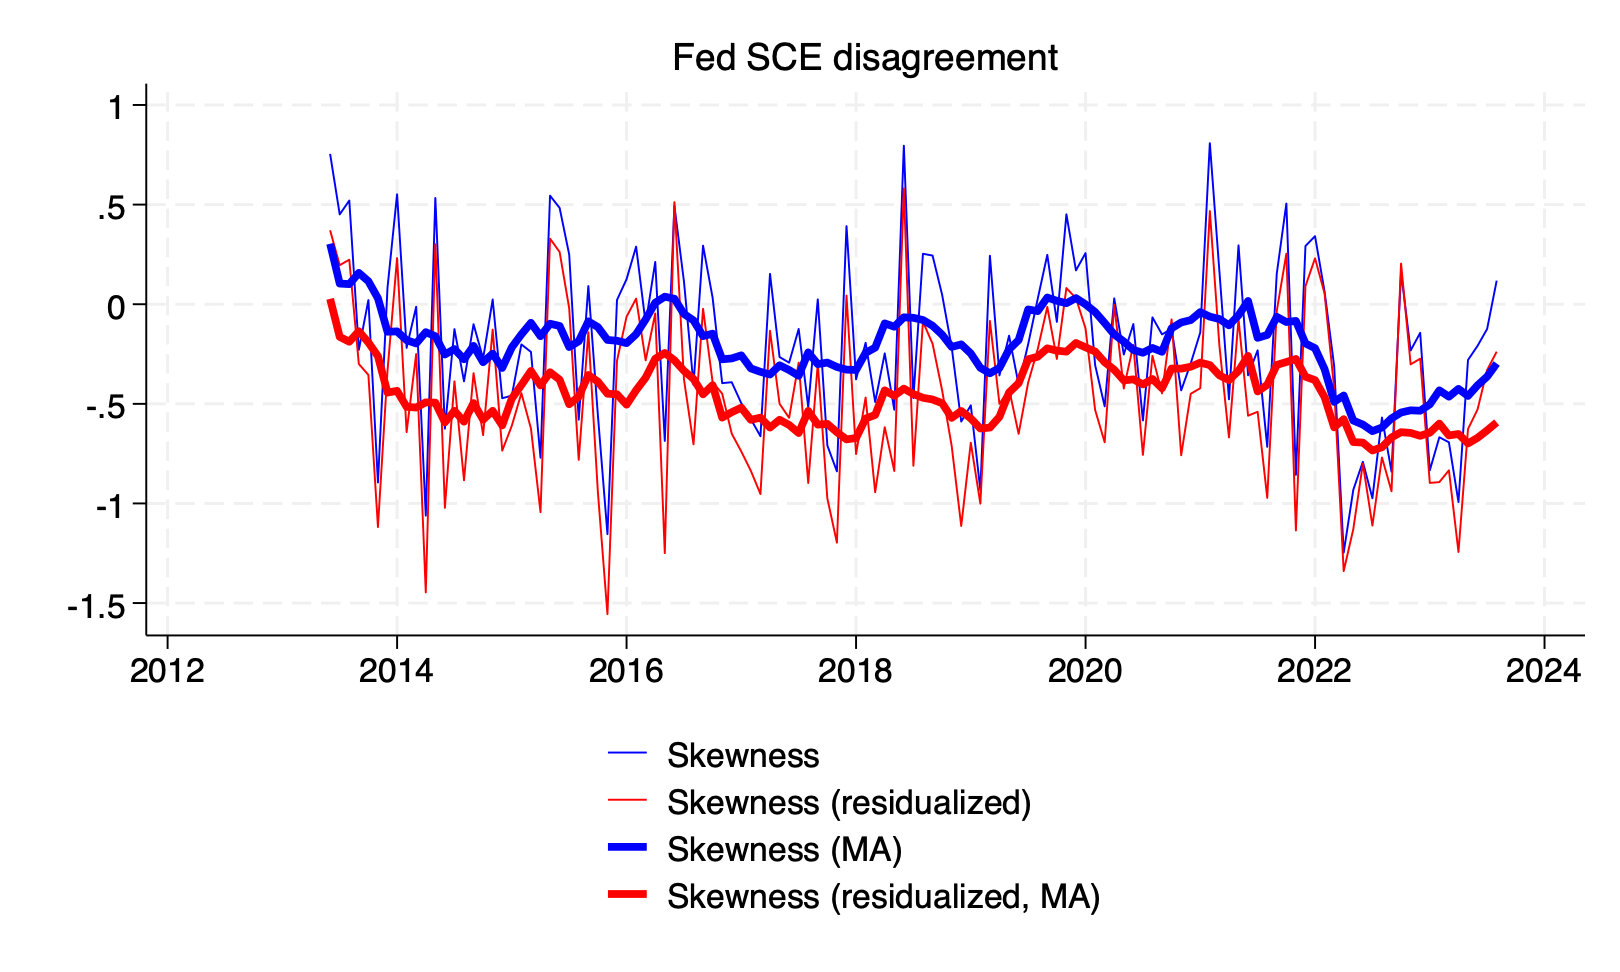 Fed SCE disagreement
1
.5
0
-.5
-1
-1.5
2012 2014 2016 2018 2020 2022 2024
Skewness
Skewness (residualized)
Skewness (MA)
Skewness (residualized, MA)